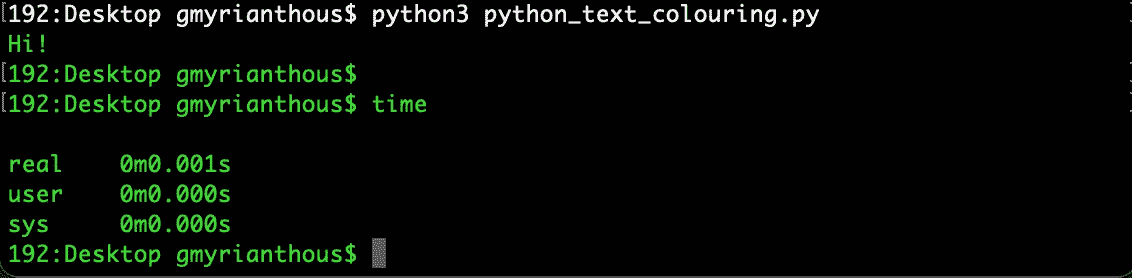 [192:Desktop gmyrianthous$ python3 python_text_colouring.py
Hi!
[192:Desktop gmyrianthous$
[192:Desktop gmyrianthous$ time
real 0m0.001s
user 0m0.000s
sys 0m0.000s
192:Desktop gmyrianthous$